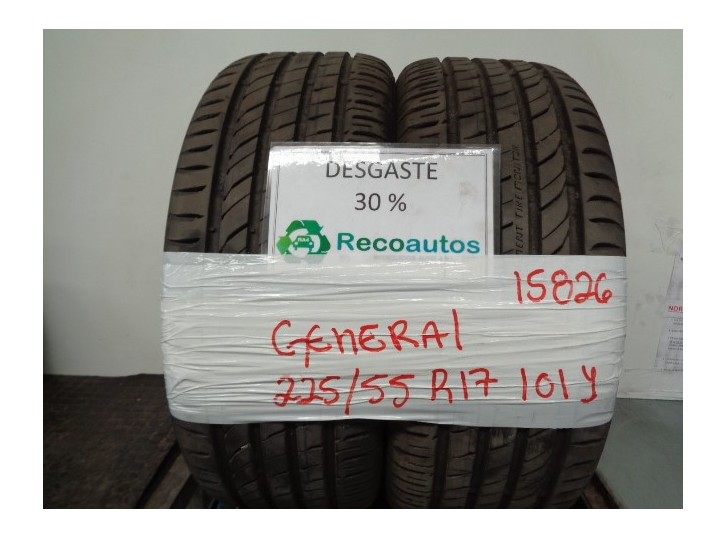 DESGASTE
30 %
Recoautos
15826
GENERAl
225/55 R17 101Y